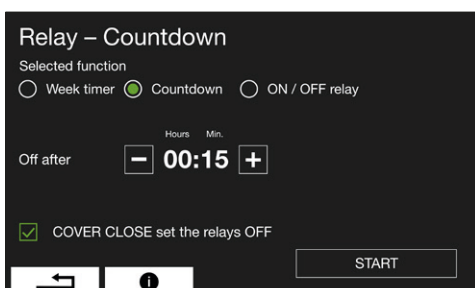 Relay – Countdown
Selected function
Week timer Countdown ON / OFF relay
Hours Min.
Off after − 00:15 +
COVER CLOSE set the relays OFF
START